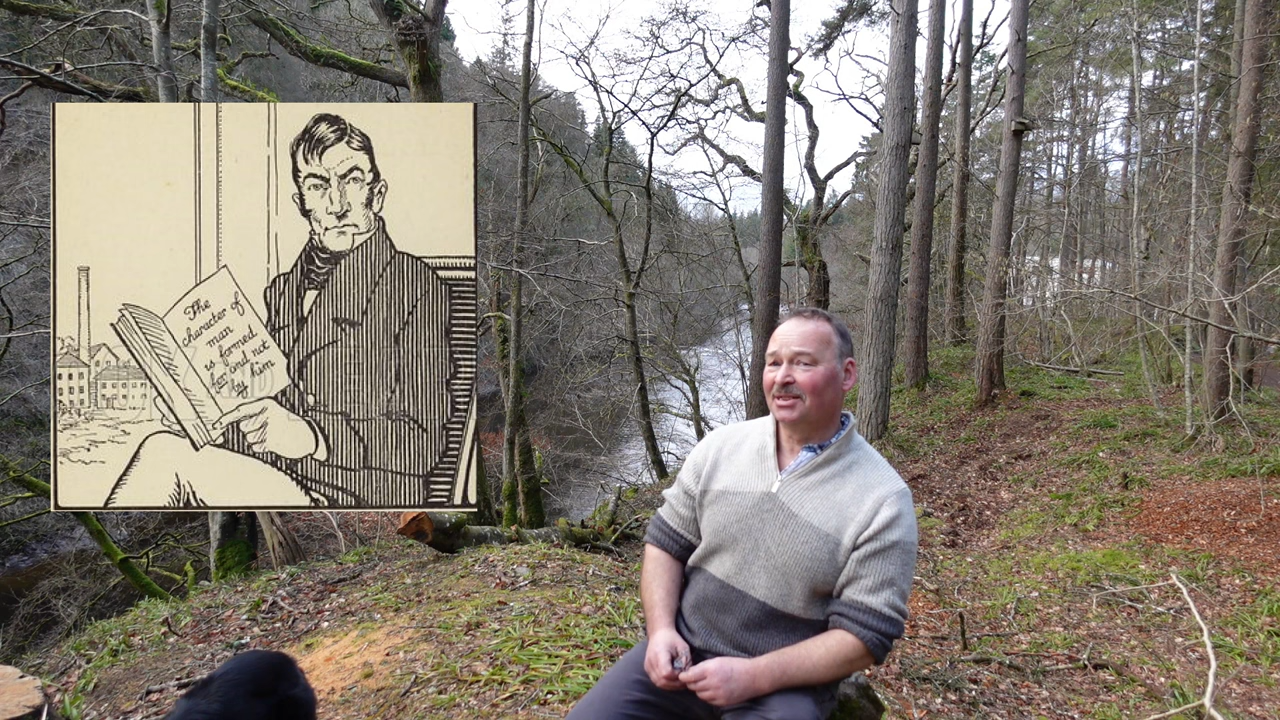 The
character of
man
is formed
for and not
by him